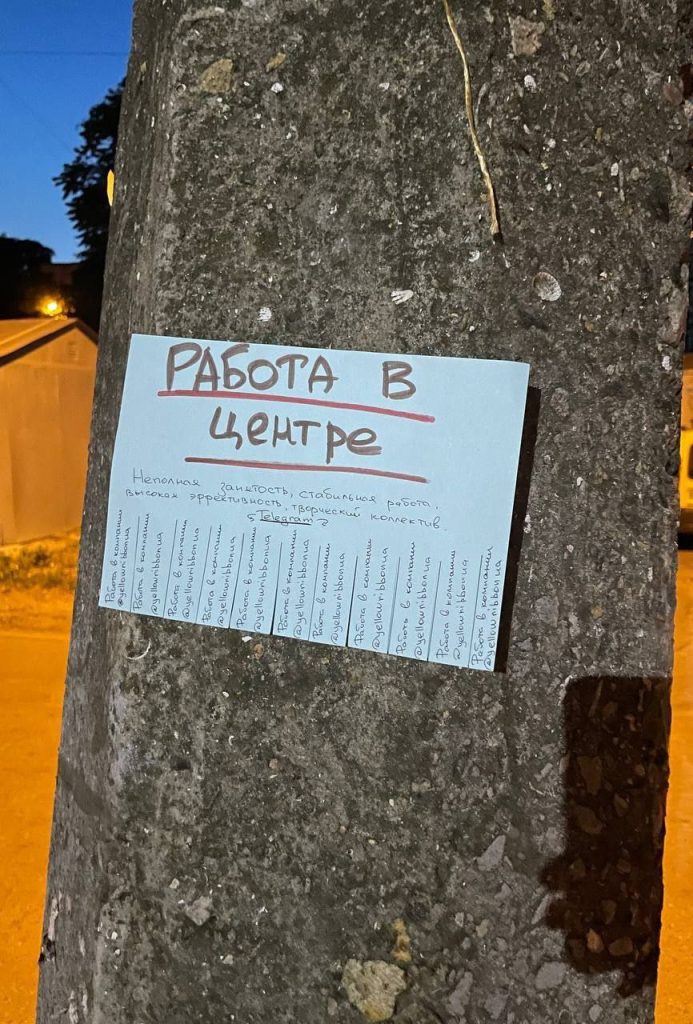 РАБОТА В
ЦЕНТРЕ
Неполная занятость, стабильная работа,
высокая эффективность, творческий коллектив.
Telegram
Работа в компании
@yellowribbonua
Работа в компании
@yellowribbonua
Работа в компании
@yellowribbonua
Работа в компании
@yellowribbonua
Работа в компании
@yellowribbonua
Работа в компании
@yellowribbonua
Работа в компании
@yellowribbonua
Работа в компании
@yellowribbonua
Работа в компании
@yellowribbonua
Работа в компании
@yellowribbonua
Работа в компании
@yellowribbonua